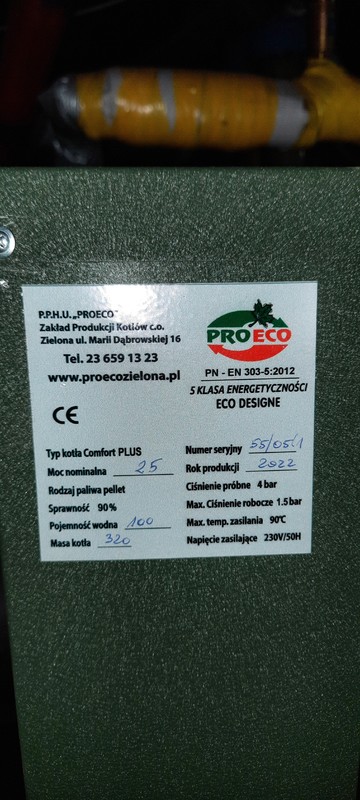 P.P.H.U. „PROECO"
Zakład Produkcji Kotłów c.o.
Zielona ul. Marii Dąbrowskiej 16
Tel. 23 659 13 23
www.proecozielona.pl
CE
PROECO
PN - EN 303-5:2012
5 KLASA ENERGETYCZNOŚCI
ECO DESIGNE
Typ kotła Comfort PLUS
Moc nominalna 25
Rodzaj paliwa pellet
Sprawność 90%
Pojemność wodna 100
Masa kotła 320
Numer seryjny 55/05/1
Rok produkcji 2022
Ciśnienie próbne 4 bar
Max. Ciśnienie robocze 1.5 bar
Max. temp. zasilania 90°C
Napięcie zasilające 230V/50H